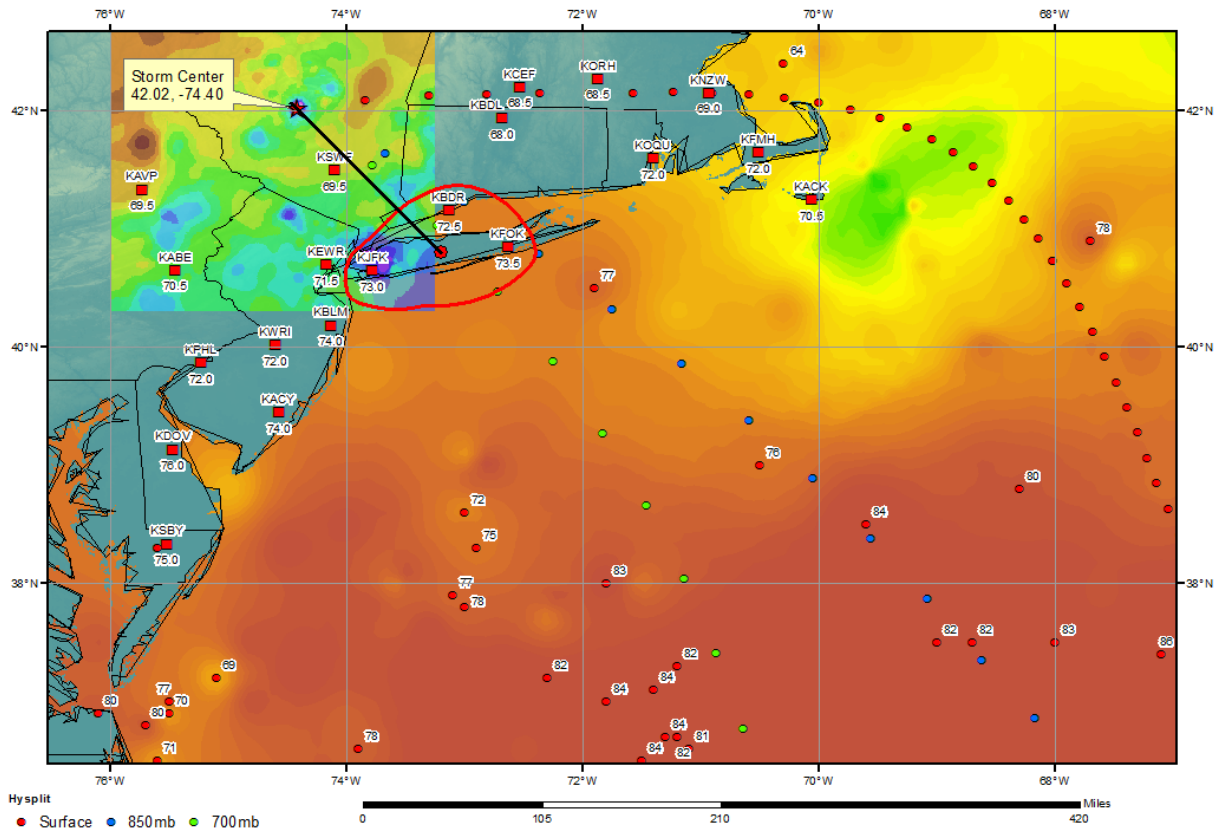 76°W 74°W 72°W 70°W 68°W
64
Storm Center
42.02, -74.40
KORH
68.5
KCEF
68.5
KNZW
69.0
42°N 42°N
KBDL
68.0
KOQU
72.0
KFMH
72.0
KSWF
69.5
KAVP
69.5
KACK
70.5
KBDR
72.5
78
KFOK
73.5
KABE
70.5
KEWR
71.5
KJFK
73.0
77
KBLM
74.0
40°N 40°N
KWRI
72.0
KPHL
72.0
KACY
74.0
KDOV
76.0
76
80
72
84
KSBY
75.0
75
83
38°N 38°N
77
78
82 82 83 86
82
69
82
84
77
70
80
80
84
84
81
78
82
71
84
76°W 74°W 72°W 70°W 68°W
Hysplit
Surface 850mb 700mb
Miles
0 105 210 420